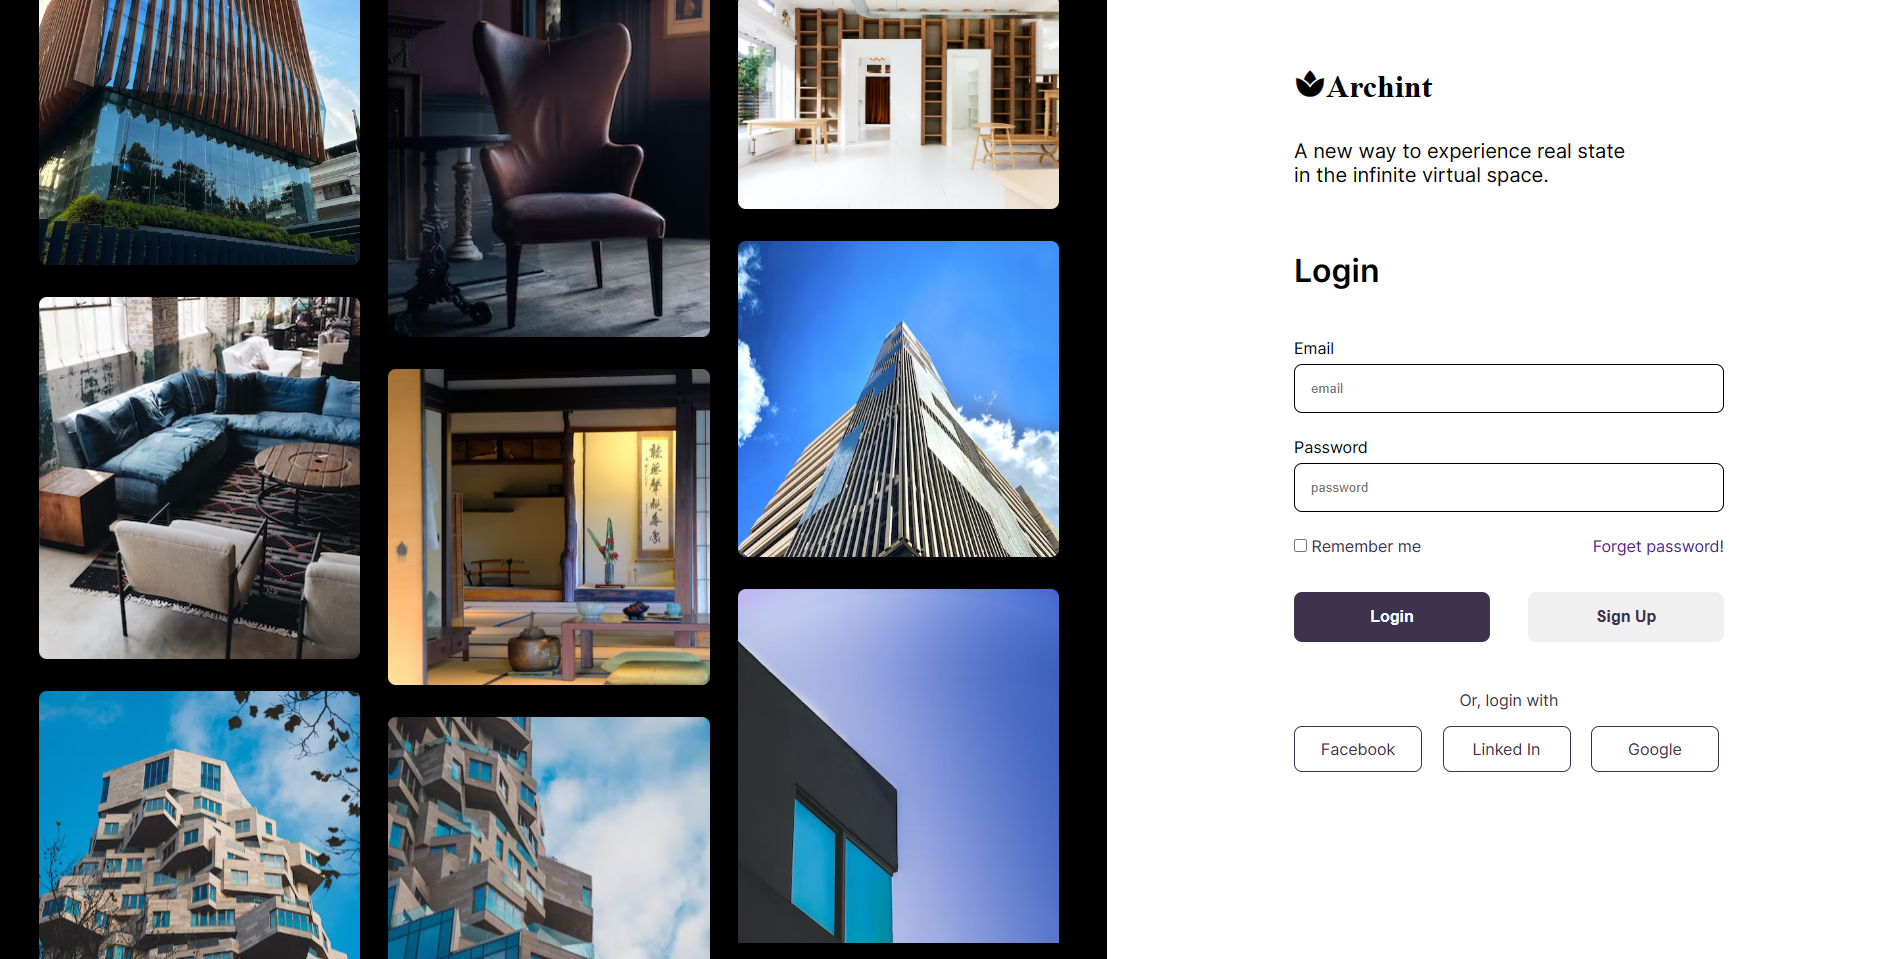 Archint
A new way to experience real state
in the infinite virtual space.
Login
Email
email
Password
password
Remember me
Forget password!
Login
Sign Up
Or, login with
Facebook
Linked In
Google